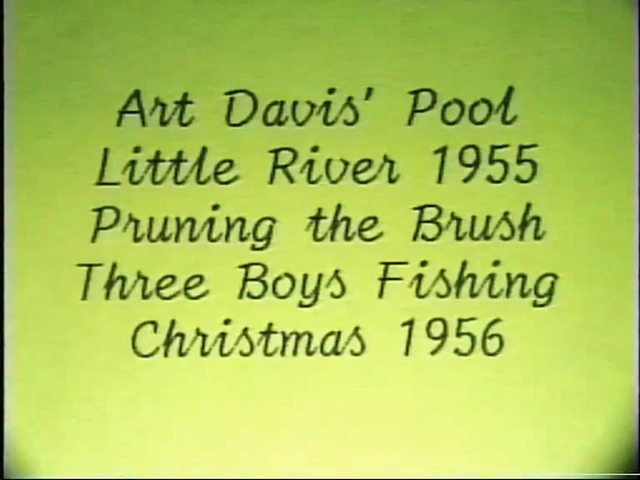 Art Davis' Pool
Little River 1955
Pruning the Brush
Three Boys Fishing
Christmas 1956